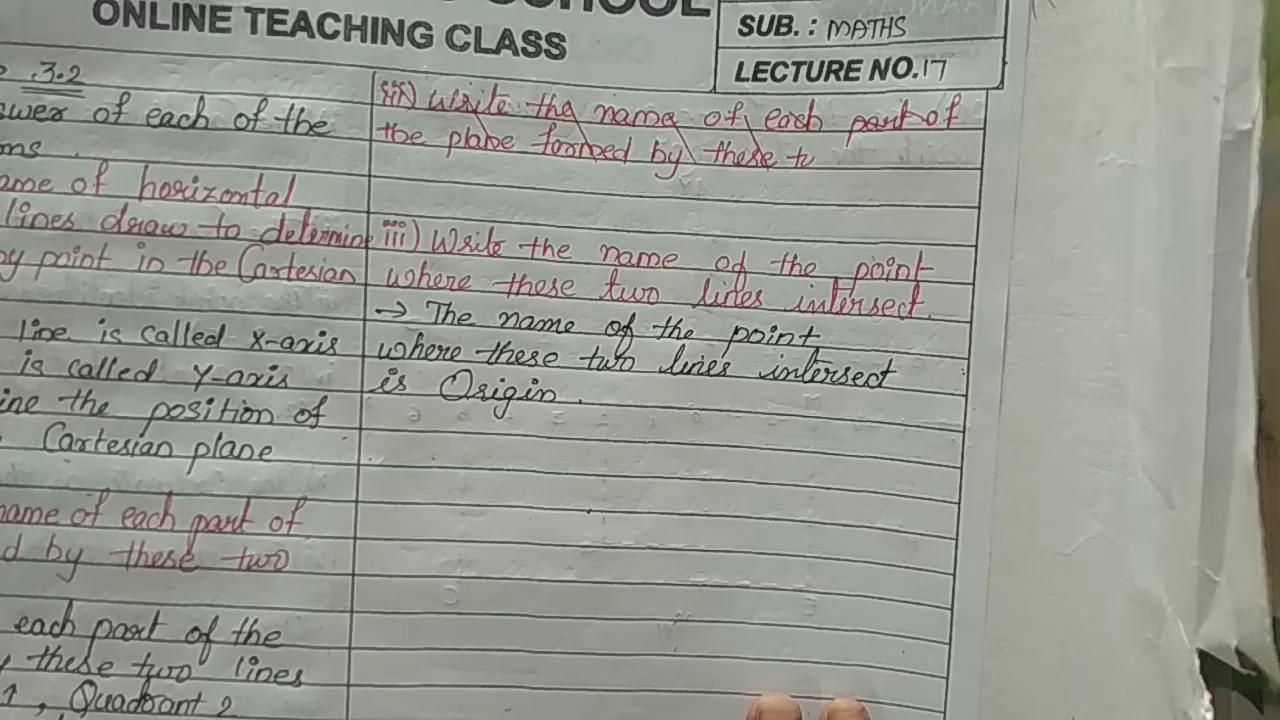 SCHOOL
ONLINE TEACHING CLASS
SUB. : MATHS
LECTURE NO. 17
3.2
of each of the
ame of horizontal
lines draw to determine
point in the Cartesian
line is called x-axis
is called y-axis
ine the position of
Cartesian plane
name of each part of
d by these two
each part of the
these two lines
1, Quadrant 2
iii) Write the name of each part of
the plane formed by these
iii) Write the name of the point
where these two lines intersect.
→ The name of the point
where these two lines intersect
is Origin.